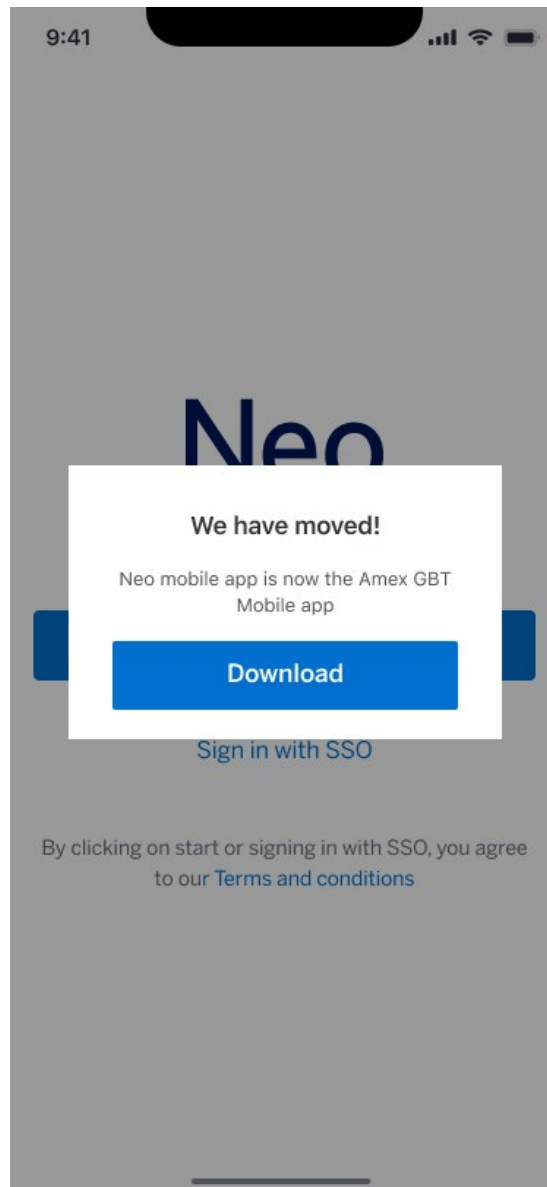 9:41
Neo
We have moved!
Neo mobile app is now the Amex GBT
Mobile app
Download
Sign in with SSO
By clicking on start or signing in with SSO, you agree
to our Terms and conditions